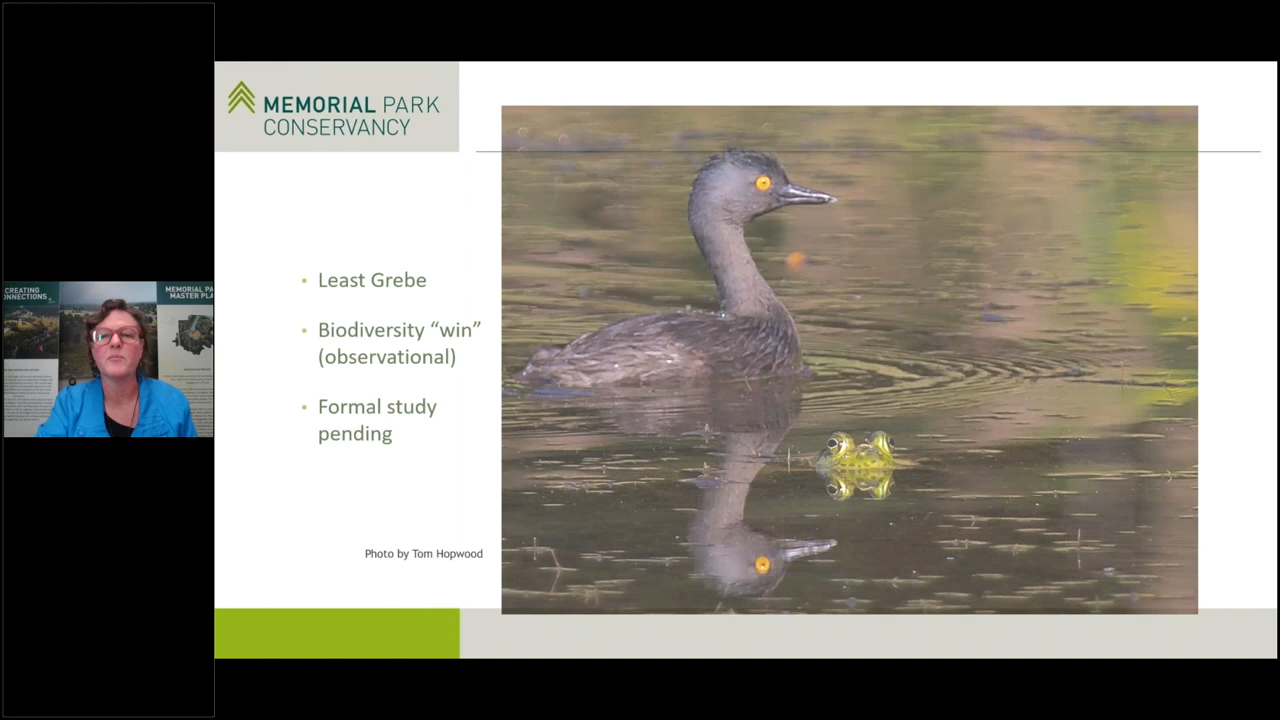 MEMORIAL PARK
CONSERVANCY
• Least Grebe
• Biodiversity “win”
(observational)
• Formal study
pending
Photo by Tom Hopwood
CREATING
CONNECTIONS
MEMORIAL PA
MASTER PLA